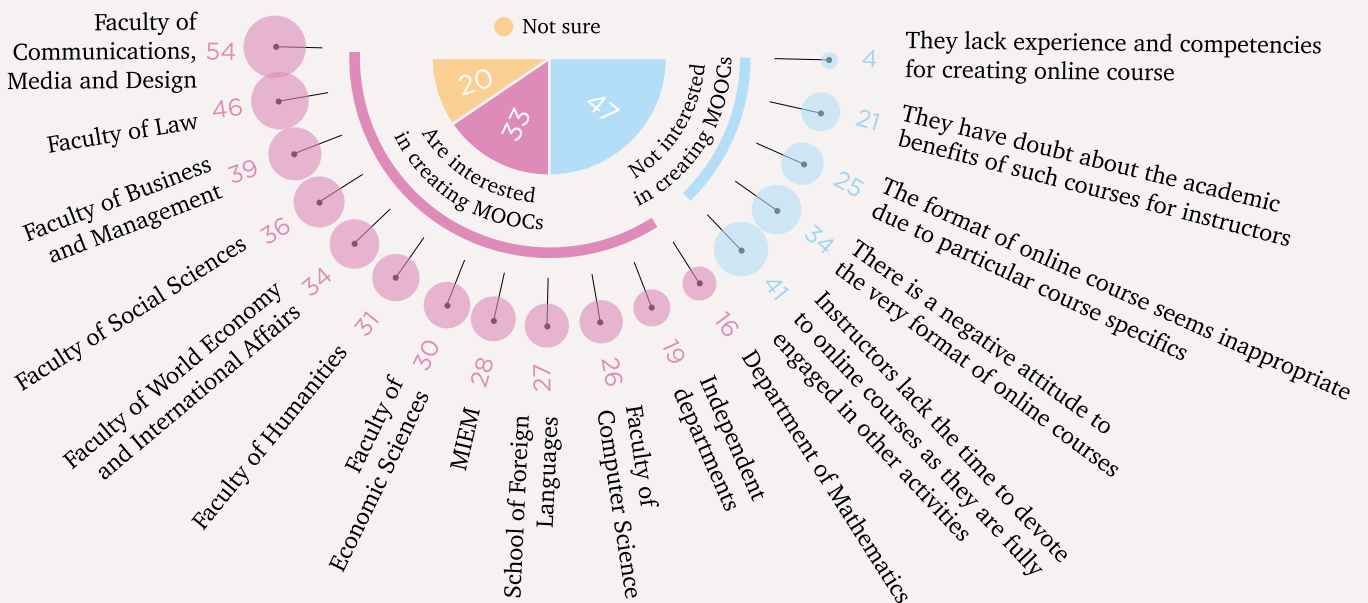 Not sure
20
33
47
Are interested
in creating MOOCs
Not interested
in creating MOOCs
Faculty of
Communications,
Media and Design
54
Faculty of Law
46
Faculty of Business
and Management
39
Faculty of Social Sciences
36
Faculty of World Economy
and International Affairs
34
Faculty of Humanities
31
Faculty of
Economic Sciences
30
MIEM
28
School of Foreign
Languages
27
Faculty of
Computer Science
26
Independent
departments
19
Department of Mathematics
16
4
They lack experience and competencies
for creating online course
21
They have doubt about the academic
benefits of such courses for instructors
25
The format of online course seems inappropriate
due to particular course specifics
34
There is a negative attitude to
the very format of online courses
41
Instructors lack the time to devote
to online courses as they are fully
engaged in other activities